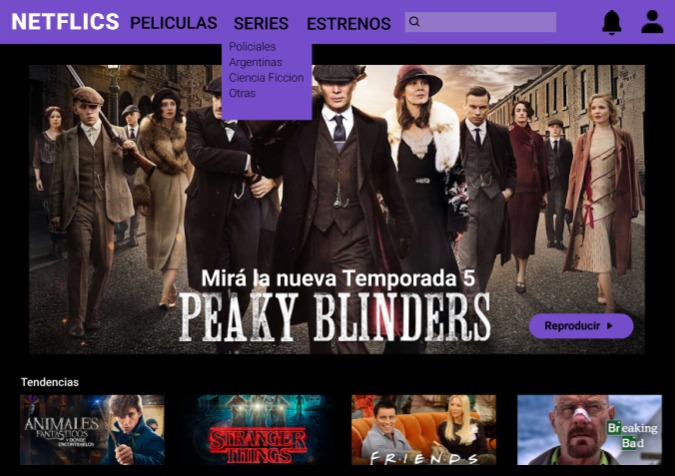 NETFLICS PELICULAS SERIES ESTRENOS
Policiales
Argentinas
Ciencia Ficcion
Otras
Mirá la nueva Temporada 5
PEAKY BLINDERS
Reproducir
Tendencias
ANIMALES
FANTÁSTICOS
Y DÓNDE
ENCONTRARLOS
STRANGER
THINGS
F·R·I·E·N·D·S
Breaking
Bad